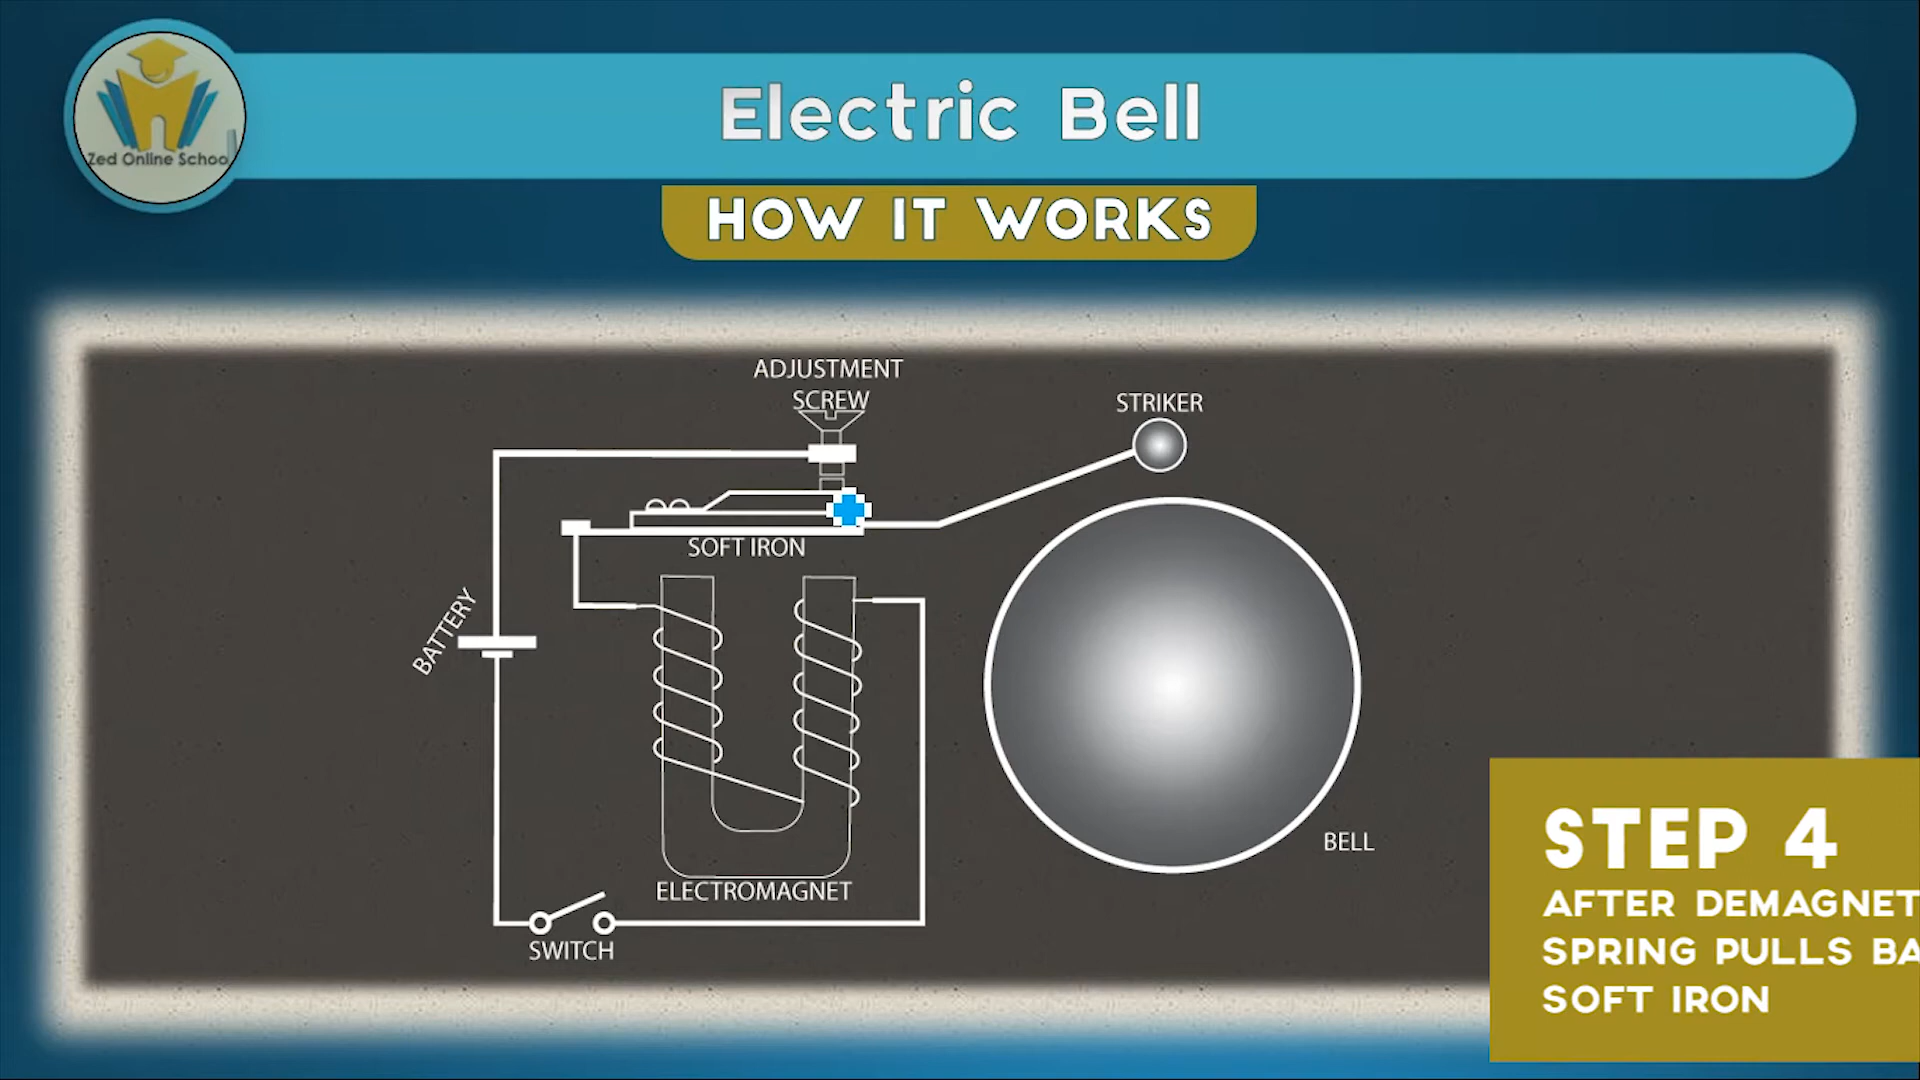 Zed Online School
Electric Bell
HOW IT WORKS
ADJUSTMENT
SCREW
STRIKER
SOFT IRON
BATTERY
BELL
ELECTROMAGNET
SWITCH
STEP 4
AFTER DEMAGNET
SPRING PULLS BA
SOFT IRON